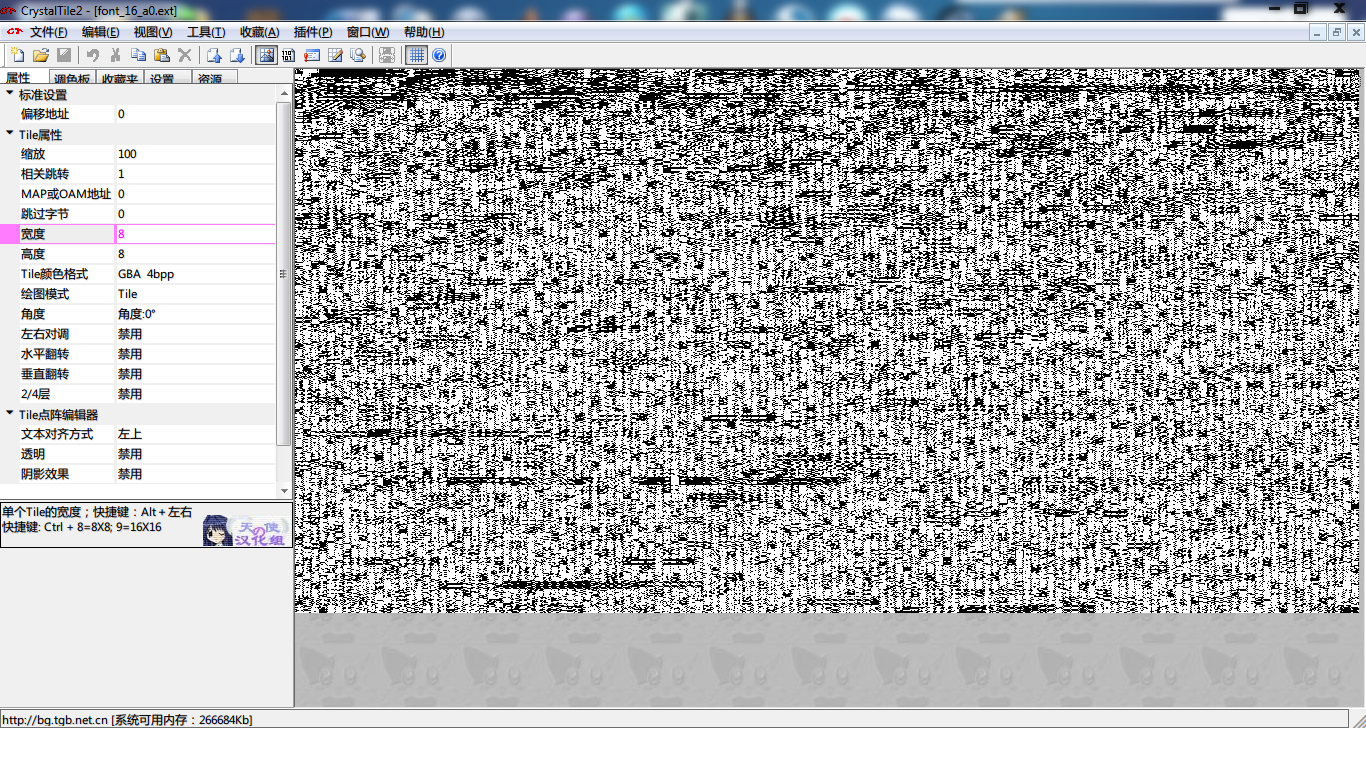 CrystalTile2 - [font_16_a0.ext]
文件(F) 编辑(E) 视图(V) 工具(T) 收藏(A) 插件(P) 窗口(W) 帮助(H)
属性 调色板 收藏夹 设置 资源
标准设置
偏移地址 0
Tile属性
缩放 100
相关跳转 1
MAP或OAM地址 0
跳过字节 0
宽度 8
高度 8
Tile颜色格式 GBA 4bpp
绘图模式 Tile
角度 角度:0°
左右对调 禁用
水平翻转 禁用
垂直翻转 禁用
2/4层 禁用
Tile点阵编辑器
文本对齐方式 左上
透明 禁用
阴影效果 禁用
单个Tile的宽度；快捷键：Alt＋左右
快捷键: Ctrl + 8=8X8; 9=16X16
天使の汉化组
http://bg.tgb.net.cn [系统可用内存：266684Kb]